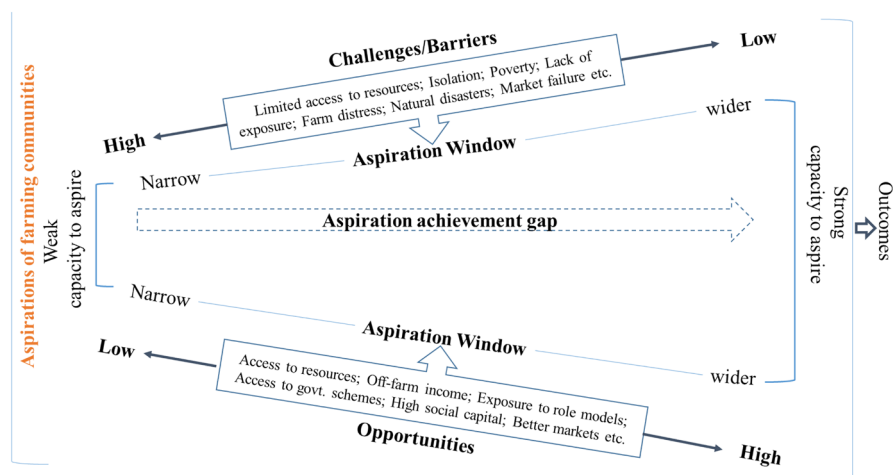 Aspirations of farming communities
Weak
capacity to aspire
Challenges/Barriers
Low
High
Limited access to resources; Isolation; Poverty; Lack of
exposure; Farm distress; Natural disasters; Market failure etc.
Narrow
Aspiration Window
wider
Aspiration achievement gap
Narrow
Aspiration Window
wider
Low
Access to resources; Off-farm income; Exposure to role models;
Access to govt. schemes; High social capital; Better markets etc.
Opportunities
High
Strong
capacity to aspire
Outcomes